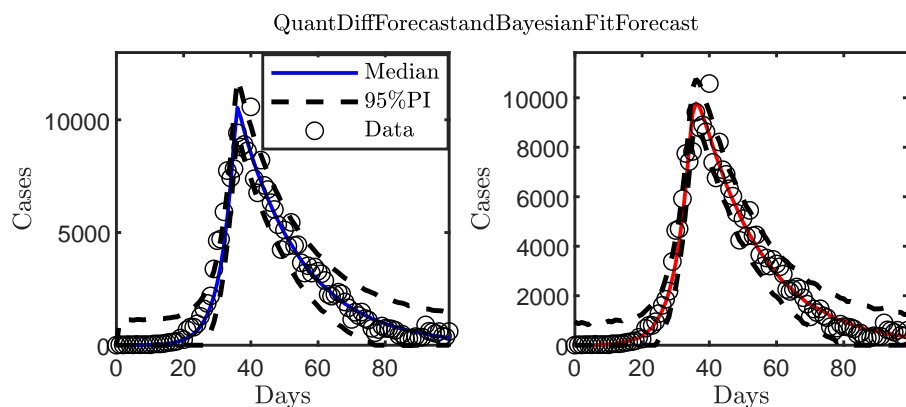 QuantDiffForecastandBayesianFitForecast
Median
95%PI
Data
Cases
10000
5000
0
0 20 40 60 80
Days
Cases
10000
8000
6000
4000
2000
0
0 20 40 60 80
Days